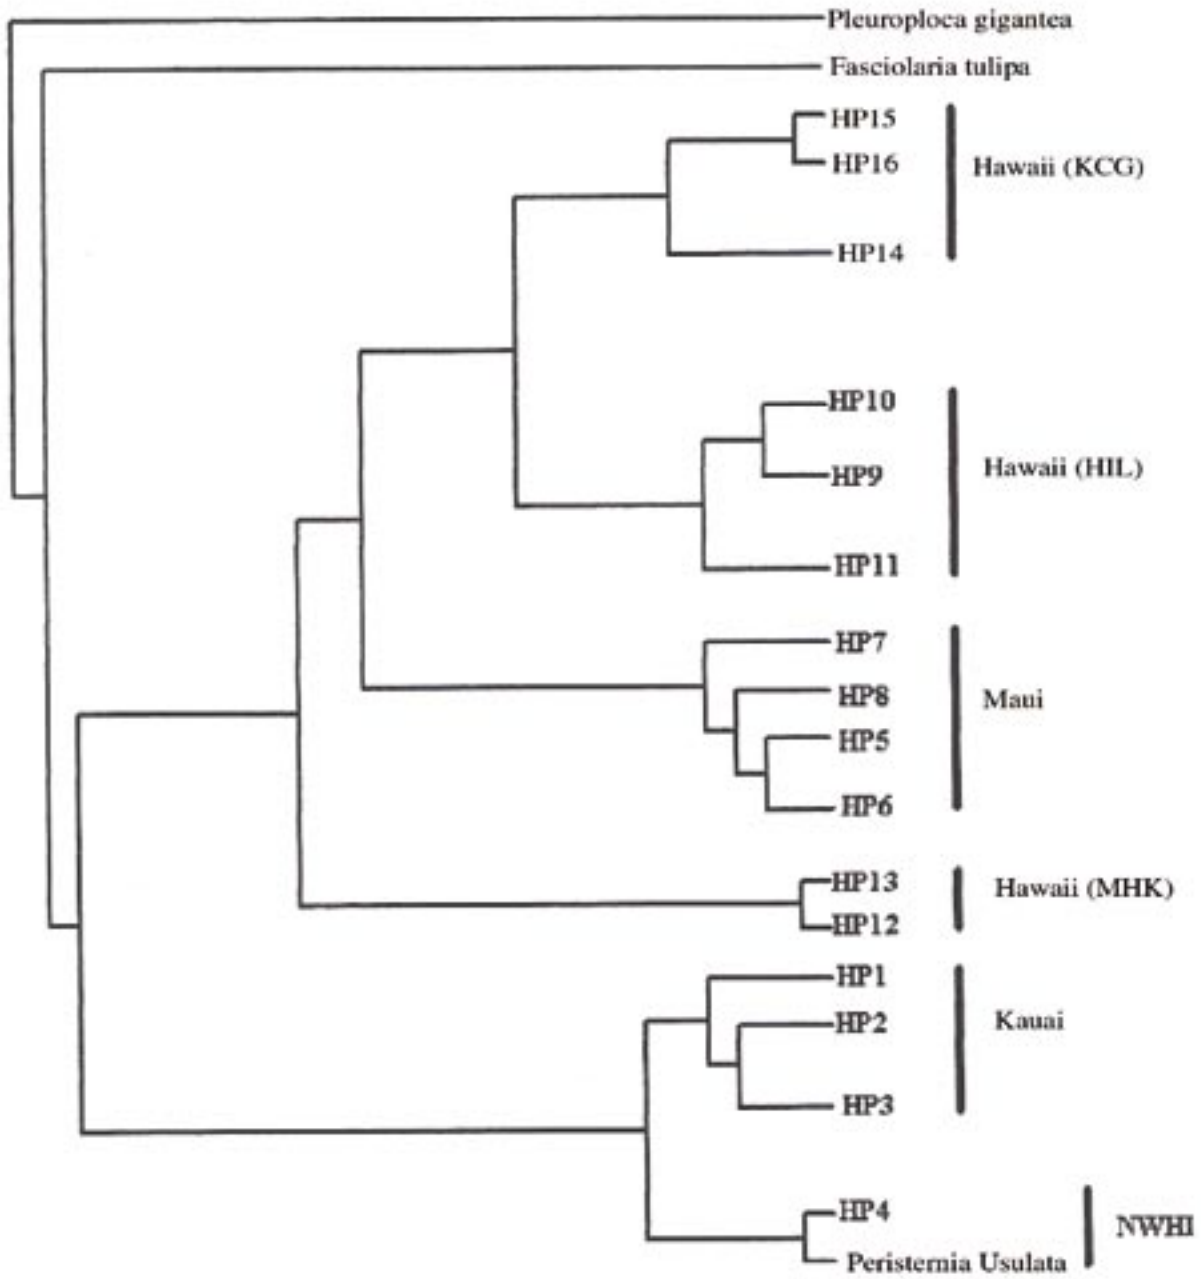 Pleuroploca gigantea
Fasciolaria tulipa
HP15
HP16
Hawaii (KCG)
HP14
HP10
HP9
Hawaii (HIL)
HP11
HP7
HP8
Maui
HP5
HP6
HP13
Hawaii (MHK)
HP12
HP1
HP2
Kauai
HP3
HP4
NWHI
Peristernia Usulata